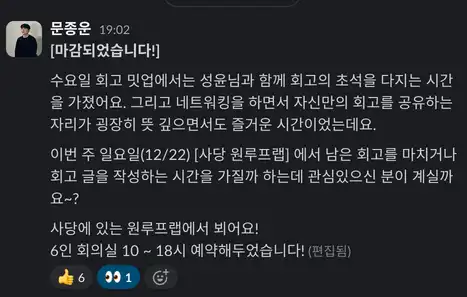 문종운 19:02
[마감되었습니다!]
수요일 회고 밋업에서는 성윤님과 함께 회고의 초석을 다지는 시간
을 가졌어요. 그리고 네트워킹을 하면서 자신만의 회고를 공유하는
자리가 굉장히 뜻 깊으면서도 즐거운 시간이었는데요.
이번 주 일요일(12/22) [사당 원루프랩] 에서 남은 회고를 마치거나
회고 글을 작성하는 시간을 가질까 하는데 관심있으신 분이 계실까
요~?
사당에 있는 원루프랩에서 뵈어요!
6인 회의실 10 ~ 18시 예약해두었습니다! (편집됨)
👍 6 👀 1